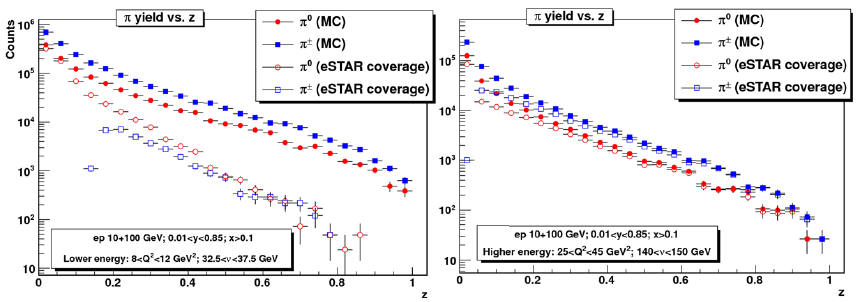 π yield vs. z
Counts
10⁶
10⁵
10⁴
10³
10²
10
π⁰ (MC)
π± (MC)
π⁰ (eSTAR coverage)
π± (eSTAR coverage)
ep 10+100 GeV; 0.01<y<0.85; x>0.1
Lower energy: 8<Q²<12 GeV²; 32.5<ν<37.5 GeV
0 0.2 0.4 0.6 0.8 1
z
π yield vs. z
10⁵
10⁴
10³
10²
10
π⁰ (MC)
π± (MC)
π⁰ (eSTAR coverage)
π± (eSTAR coverage)
ep 10+100 GeV; 0.01<y<0.85; x>0.1
Higher energy: 25<Q²<45 GeV²; 140<ν<150 GeV
0 0.2 0.4 0.6 0.8 1
z